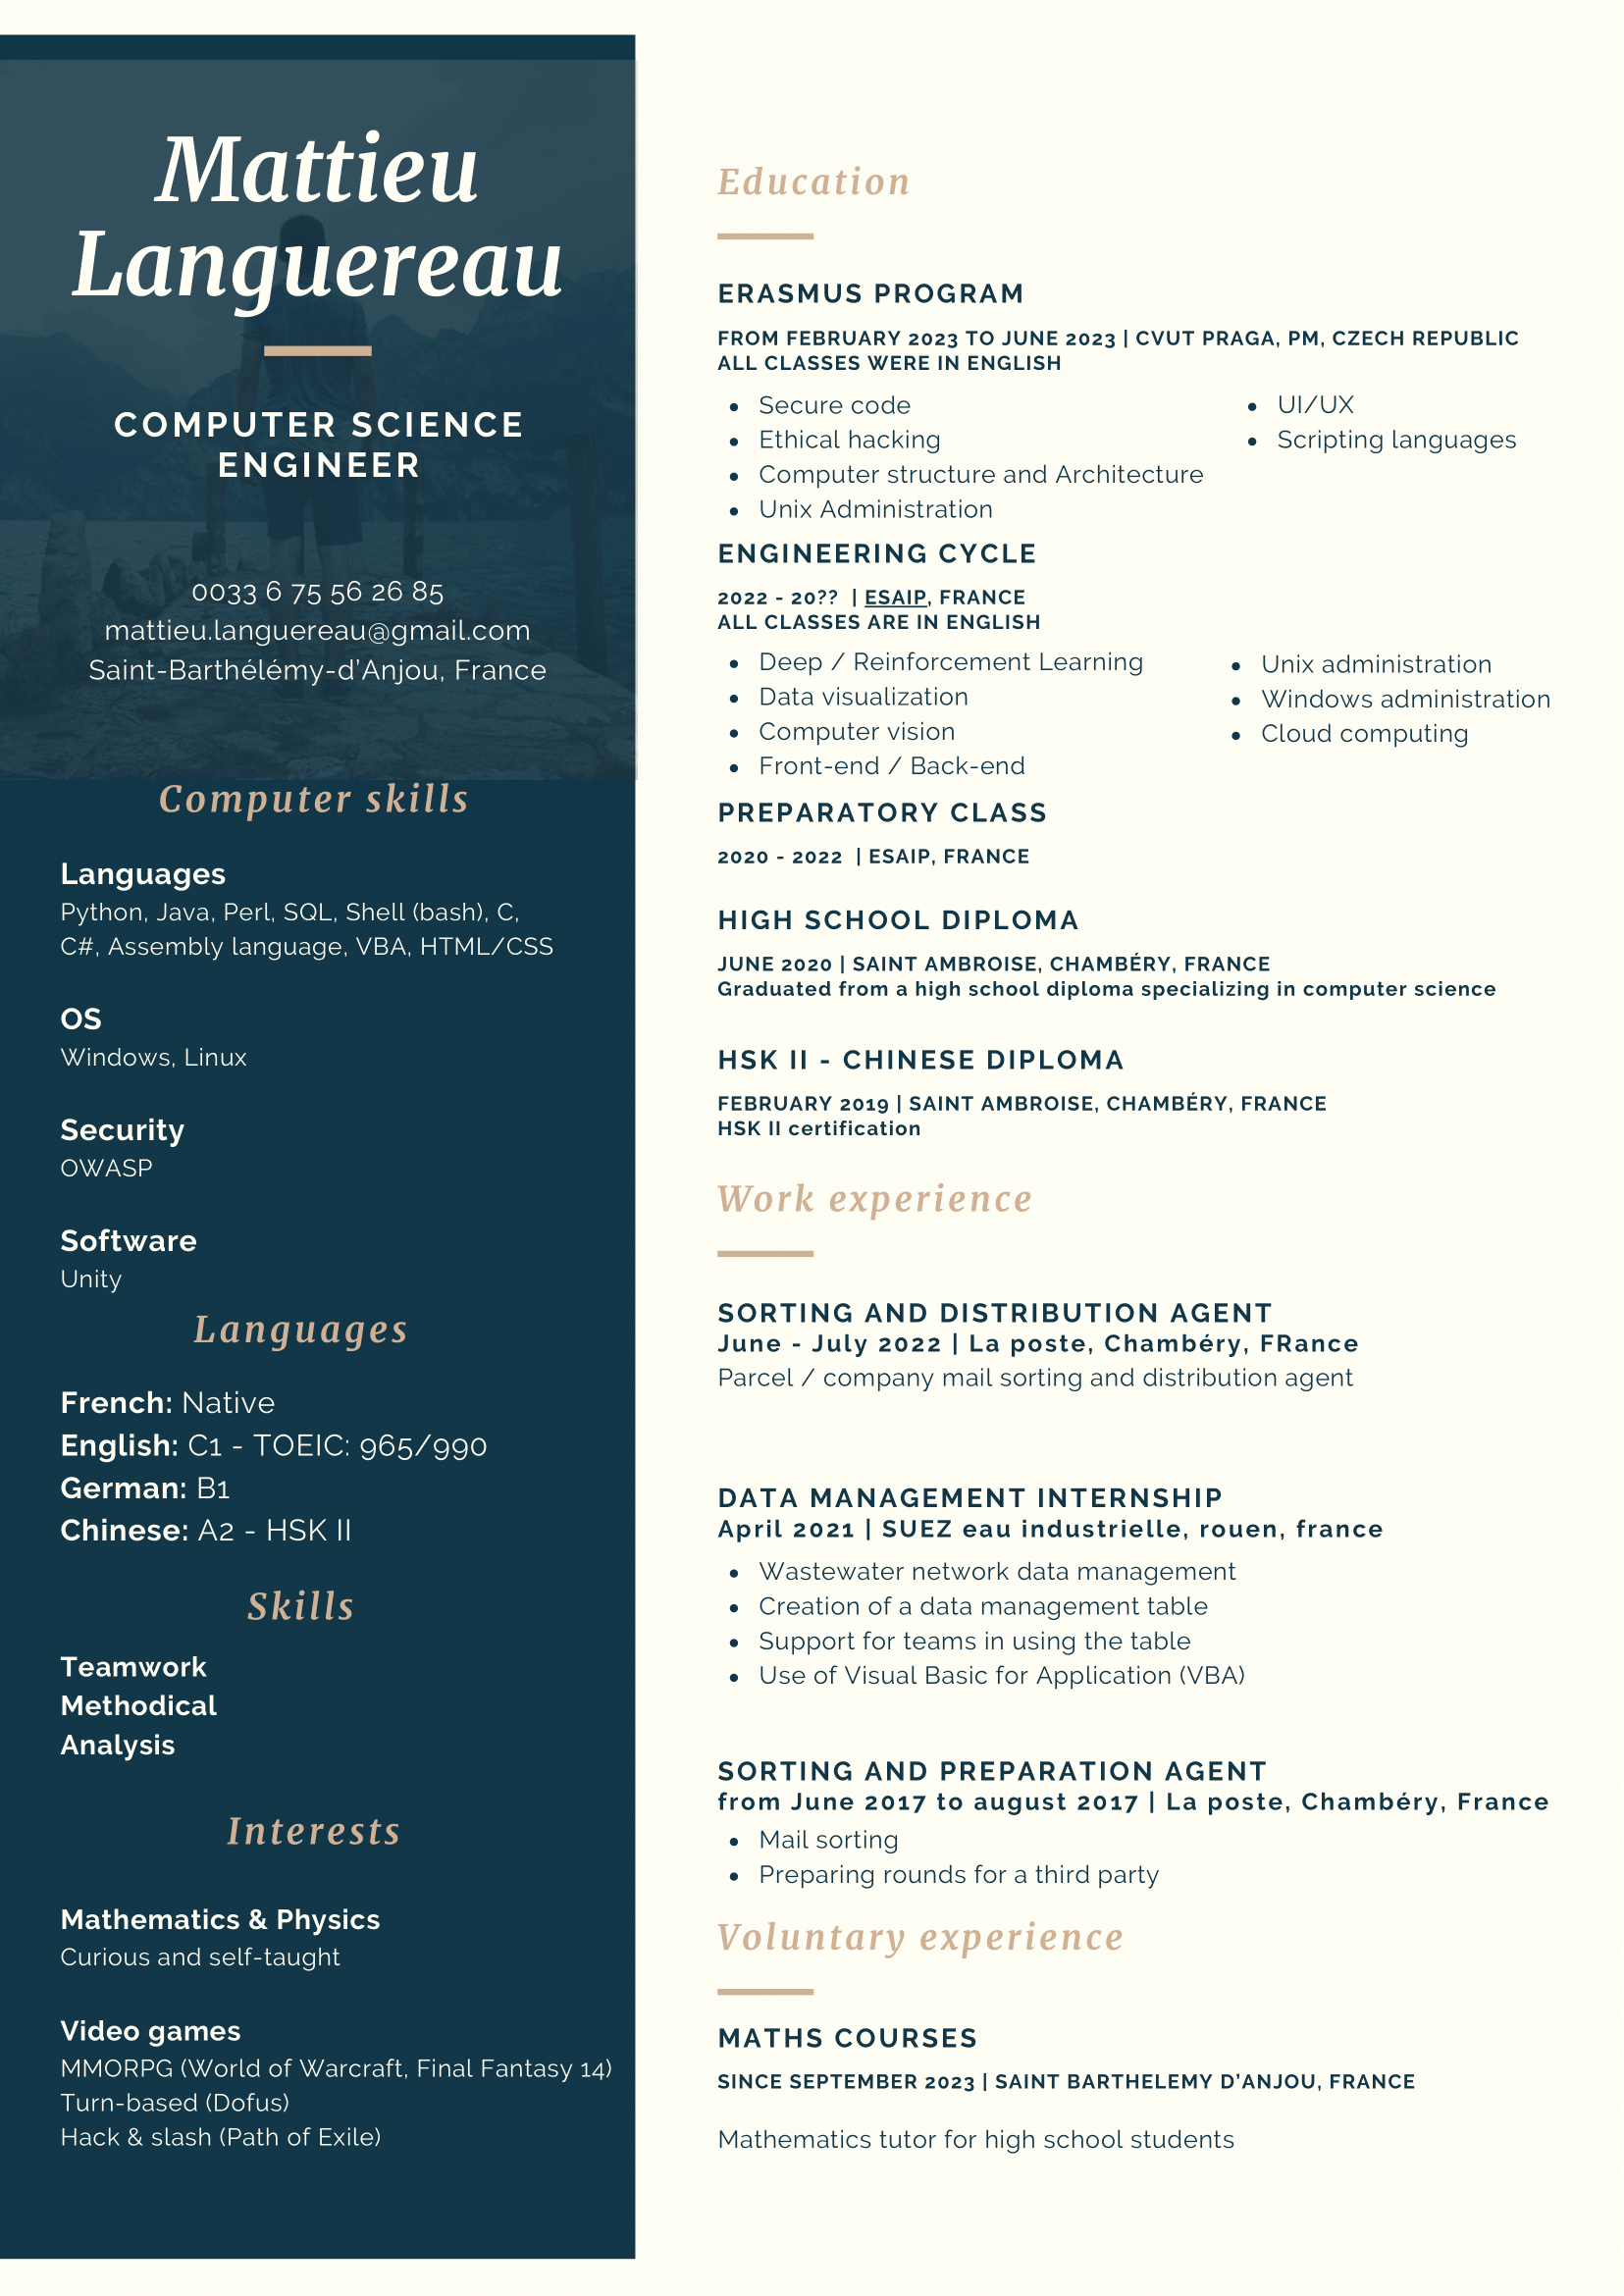 Mattieu
Languereau
COMPUTER SCIENCE
ENGINEER
0033 6 75 56 26 85
mattieu.languereau@gmail.com
Saint-Barthélémy-d'Anjou, France
Computer skills
Languages
Python, Java, Perl, SQL, Shell (bash), C,
C#, Assembly language, VBA, HTML/CSS
OS
Windows, Linux
Security
OWASP
Software
Unity
Languages
French: Native
English: C1 - TOEIC: 965/990
German: B1
Chinese: A2 - HSK II
Skills
Teamwork
Methodical
Analysis
Interests
Mathematics & Physics
Curious and self-taught
Video games
MMORPG (World of Warcraft, Final Fantasy 14)
Turn-based (Dofus)
Hack & slash (Path of Exile)
Education
ERASMUS PROGRAM
FROM FEBRUARY 2023 TO JUNE 2023 | CVUT PRAGA, PM, CZECH REPUBLIC
ALL CLASSES WERE IN ENGLISH
• Secure code
• Ethical hacking
• Computer structure and Architecture
• Unix Administration
• UI/UX
• Scripting languages
ENGINEERING CYCLE
2022 - 20?? | ESAIP, FRANCE
ALL CLASSES ARE IN ENGLISH
• Deep / Reinforcement Learning
• Data visualization
• Computer vision
• Front-end / Back-end
• Unix administration
• Windows administration
• Cloud computing
PREPARATORY CLASS
2020 - 2022 | ESAIP, FRANCE
HIGH SCHOOL DIPLOMA
JUNE 2020 | SAINT AMBROISE, CHAMBÉRY, FRANCE
Graduated from a high school diploma specializing in computer science
HSK II - CHINESE DIPLOMA
FEBRUARY 2019 | SAINT AMBROISE, CHAMBÉRY, FRANCE
HSK II certification
Work experience
SORTING AND DISTRIBUTION AGENT
June - July 2022 | La poste, Chambéry, FRance
Parcel / company mail sorting and distribution agent
DATA MANAGEMENT INTERNSHIP
April 2021 | SUEZ eau industrielle, rouen, france
• Wastewater network data management
• Creation of a data management table
• Support for teams in using the table
• Use of Visual Basic for Application (VBA)
SORTING AND PREPARATION AGENT
from June 2017 to august 2017 | La poste, Chambéry, France
• Mail sorting
• Preparing rounds for a third party
Voluntary experience
MATHS COURSES
SINCE SEPTEMBER 2023 | SAINT BARTHELEMY D'ANJOU, FRANCE
Mathematics tutor for high school students